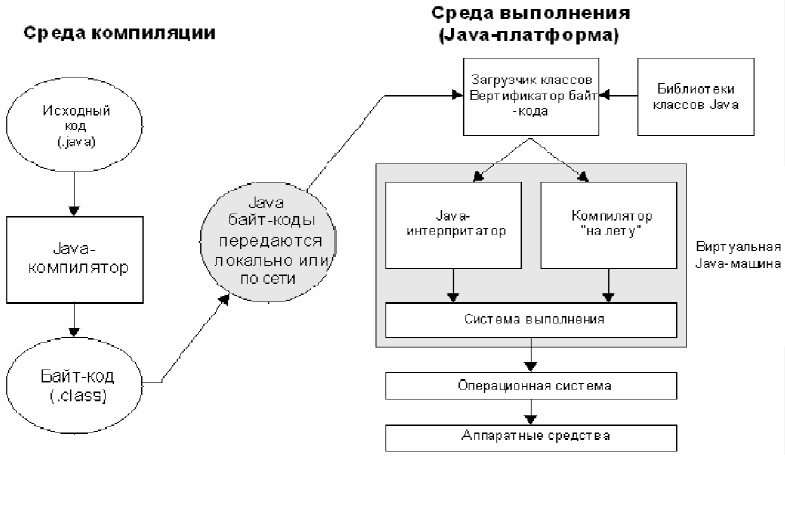 Среда компиляции
Среда выполнения
(Java-платформа)
Исходный
код
(.java)
Java-
компилятор
Байт-код
(.class)
Java
байт-коды
передаются
локально или
по сети
Загрузчик классов
Вертификатор байт
-кода
Библиотеки
классов Java
Java-
интерпритатор
Компилятор
"на лету"
Виртуальная
Java-машина
Система выполнения
Операционная система
Аппаратные средства